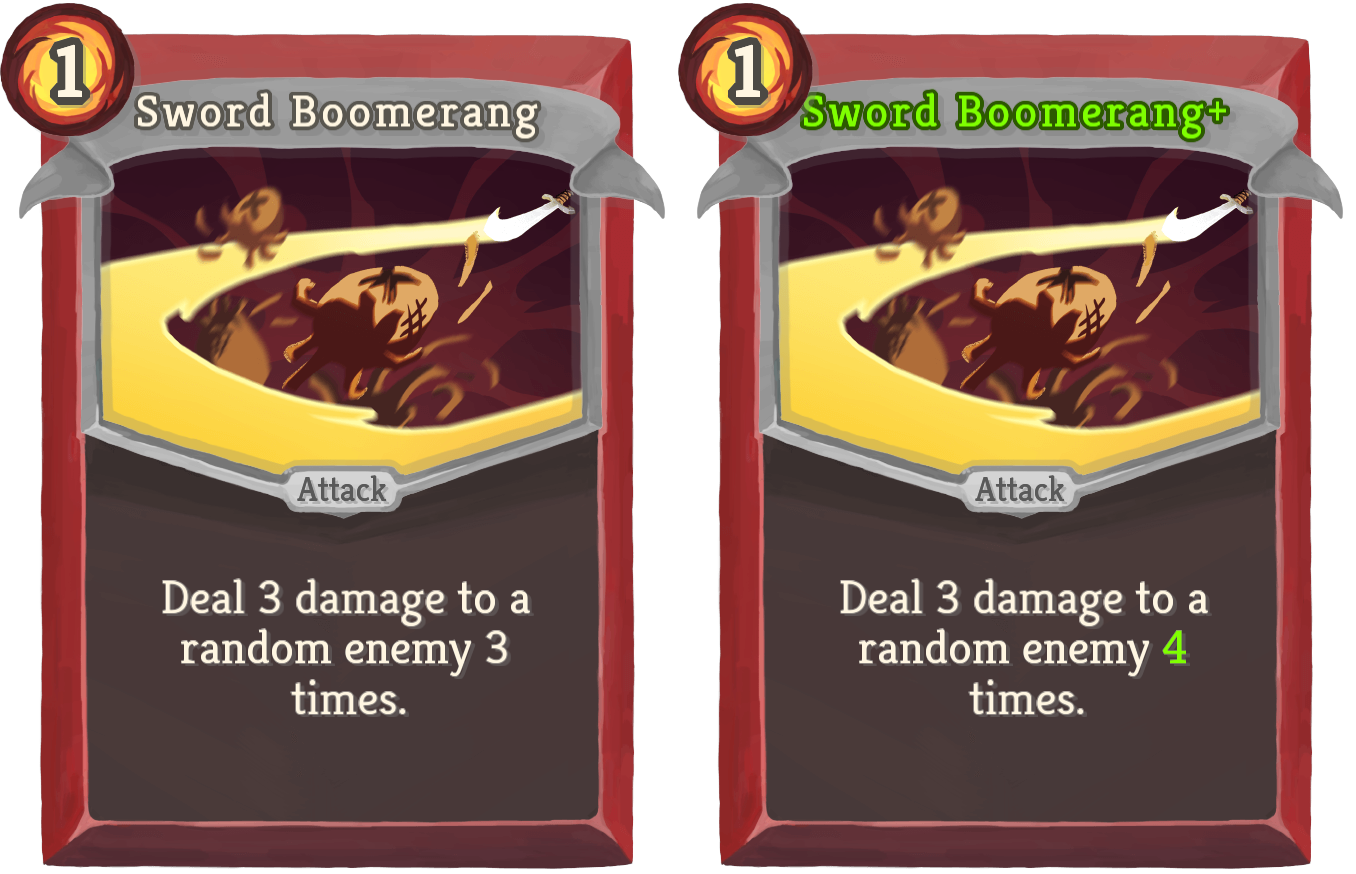 1
Sword Boomerang
Attack
Deal 3 damage to a
random enemy 3
times.
1
Sword Boomerang+
Attack
Deal 3 damage to a
random enemy 4
times.